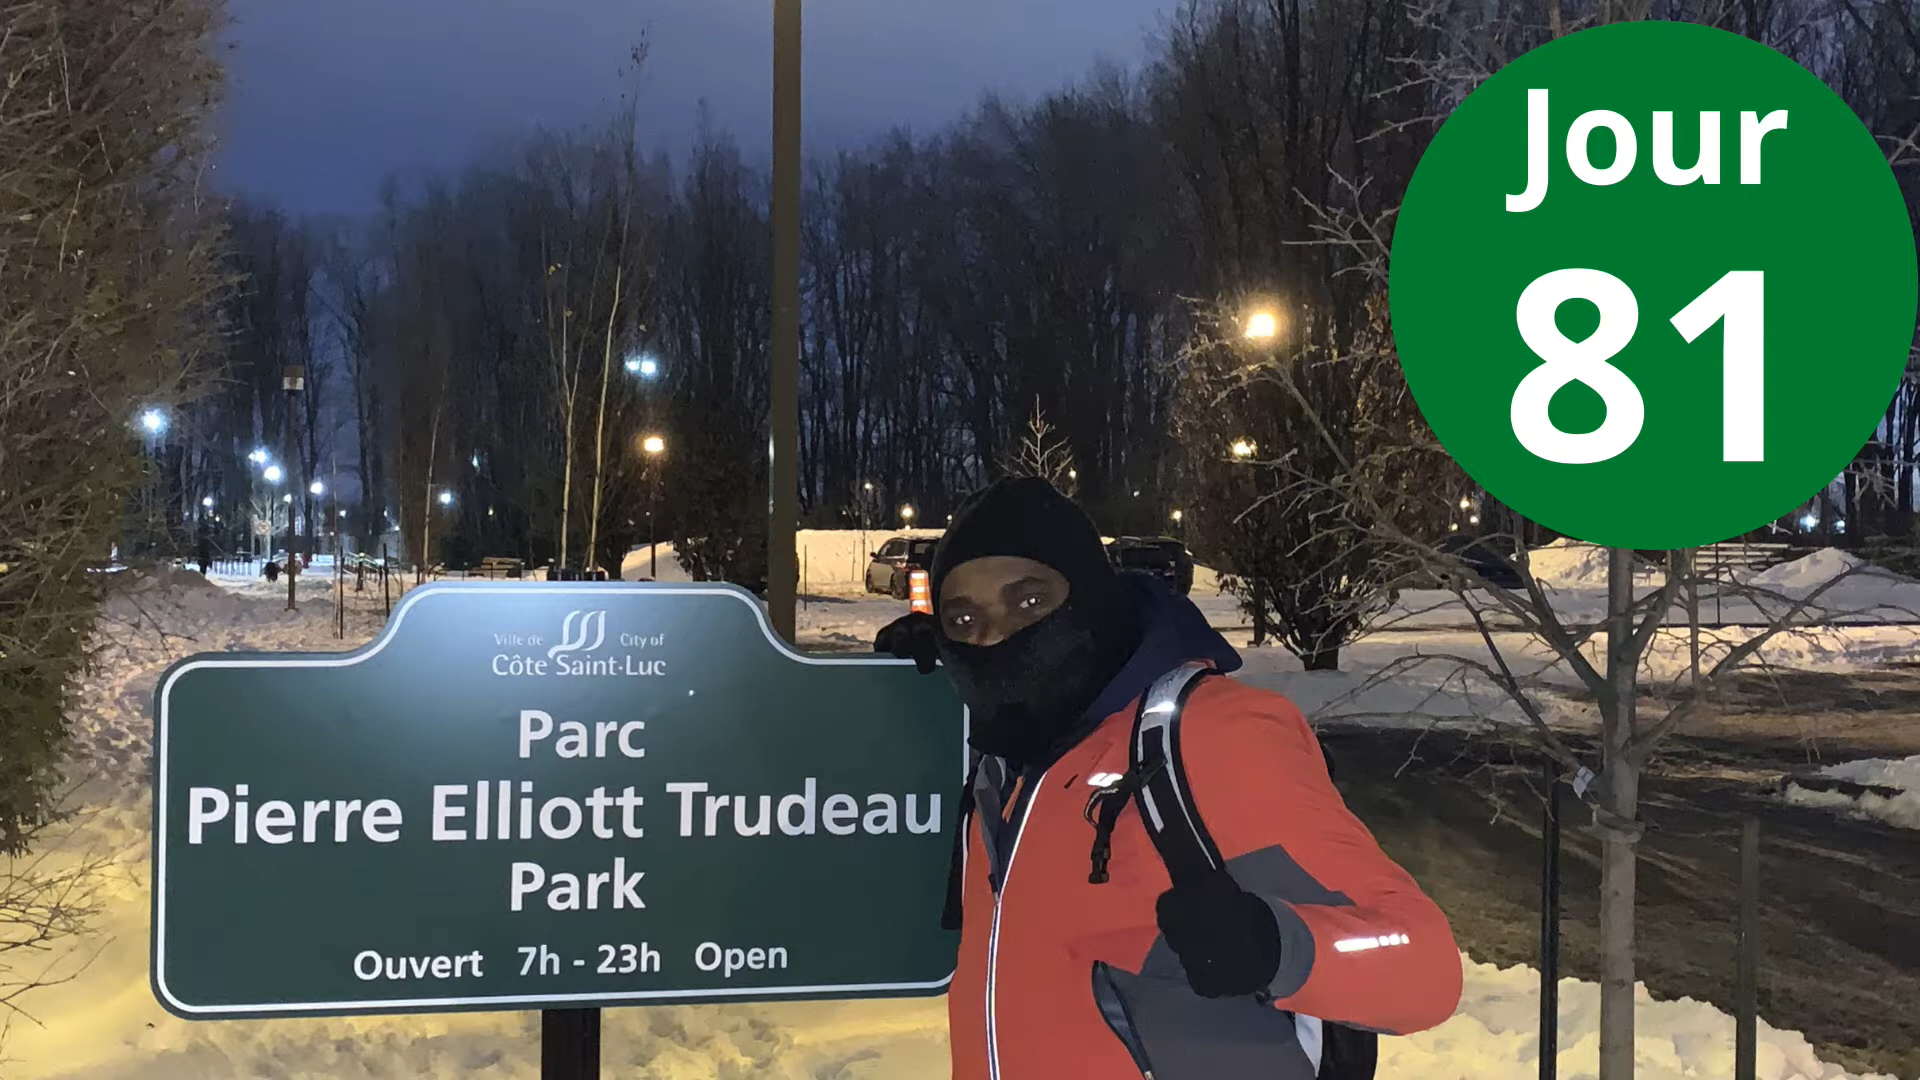 Jour
81
Ville de City of
Côte Saint-Luc
Parc
Pierre Elliott Trudeau
Park
Ouvert 7h - 23h Open